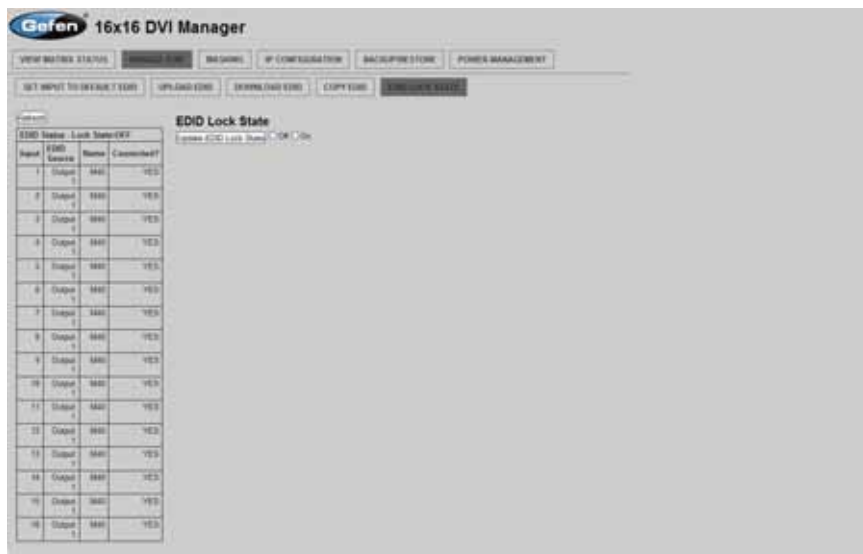 Gefen 16x16 DVI Manager
VIEW MATRIX STATUS MANAGE EDID MASKING IP CONFIGURATION BACKUP/RESTORE POWER MANAGEMENT
SET INPUT TO DEFAULT EDID UPLOAD EDID DOWNLOAD EDID COPY EDID EDID LOCK STATE
Refresh
EDID Lock State
Update EDID Lock State Off On
EDID Status - Lock State:OFF
Input EDID Source Name Connected?
1 Output 1 YES
2 Output 1 YES
3 Output 1 YES
4 Output 1 YES
5 Output 1 YES
6 Output 1 YES
7 Output 1 YES
8 Output 1 YES
9 Output 1 YES
10 Output 1 YES
11 Output 1 YES
12 Output 1 YES
13 Output 1 YES
14 Output 1 YES
15 Output 1 YES
16 Output 1 YES